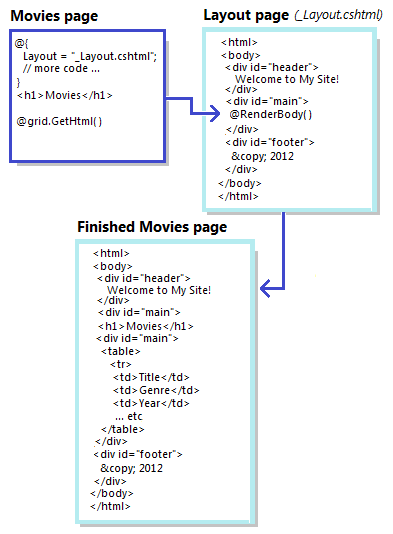 Movies page
@{
Layout = "_Layout.cshtml";
// more code ...
}
<h1>Movies</h1>
@grid.GetHtml( )
Layout page (_Layout.cshtml)
<html>
<body>
<div id="header">
Welcome to My Site!
</div>
<div id="main">
@RenderBody( )
</div>
<div id="footer">
&copy; 2012
</div>
</body>
</html>
Finished Movies page
<html>
<body>
<div id="header">
Welcome to My Site!
</div>
<div id="main">
<h1>Movies</h1>
<div id="main">
<table>
<tr>
<td>Title</td>
<td>Genre</td>
<td>Year</td>
... etc
</table>
</div>
<div id="footer">
&copy; 2012
</div>
</body>
</html>